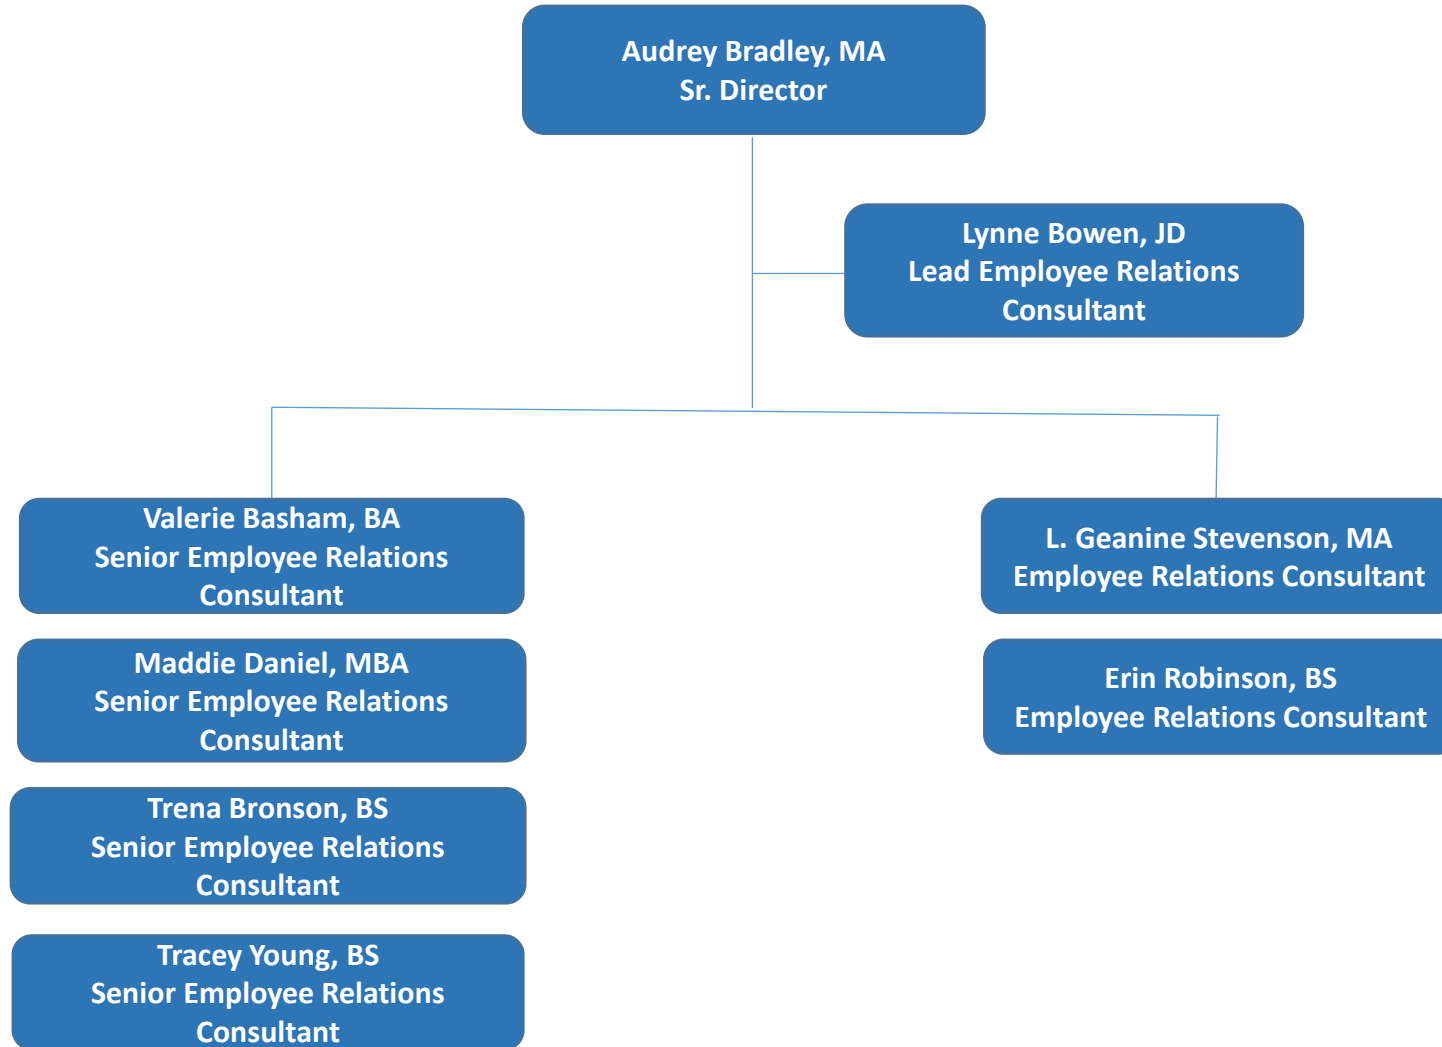 Audrey Bradley, MA
Sr. Director
Lynne Bowen, JD
Lead Employee Relations
Consultant
Valerie Basham, BA
Senior Employee Relations
Consultant
Maddie Daniel, MBA
Senior Employee Relations
Consultant
Trena Bronson, BS
Senior Employee Relations
Consultant
Tracey Young, BS
Senior Employee Relations
Consultant
L. Geanine Stevenson, MA
Employee Relations Consultant
Erin Robinson, BS
Employee Relations Consultant